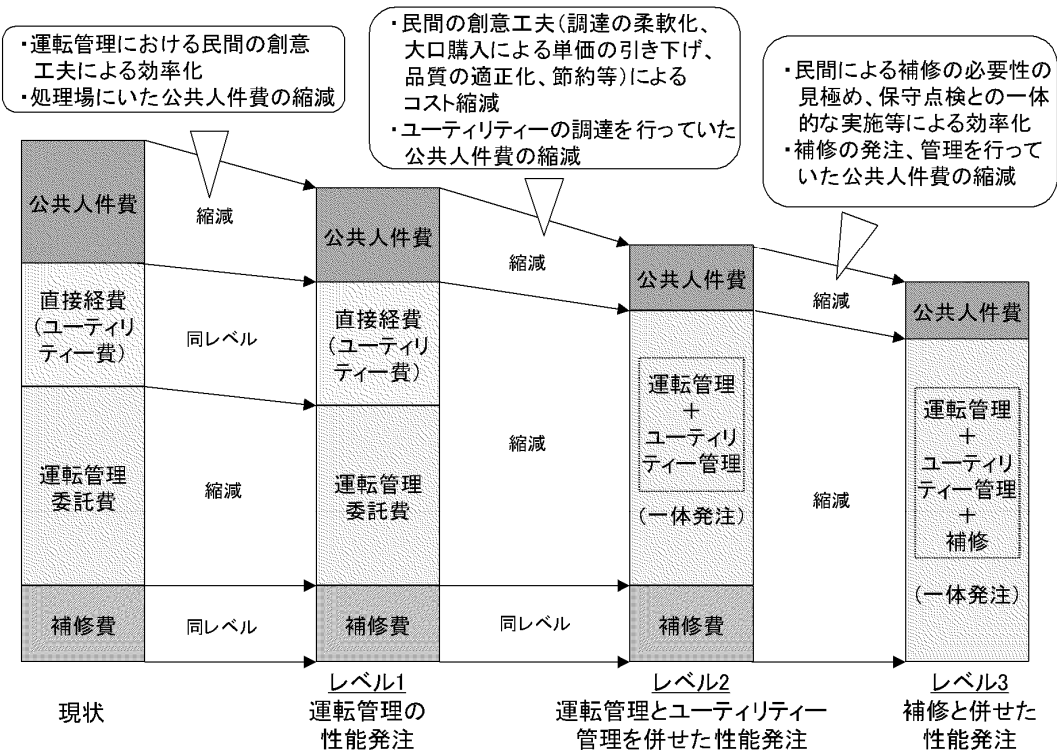 ・運転管理における民間の創意
工夫による効率化
・処理場にいた公共人件費の縮減
・民間の創意工夫(調達の柔軟化、
大口購入による単価の引き下げ、
品質の適正化、節約等)による
コスト縮減
・ユーティリティーの調達を行っていた
公共人件費の縮減
・民間による補修の必要性の
見極め、保守点検との一体
的な実施等による効率化
・補修の発注、管理を行って
いた公共人件費の縮減
公共人件費
直接経費
(ユーティリ
ティー費)
運転管理
委託費
補修費
現状
縮減
同レベル
縮減
同レベル
公共人件費
直接経費
(ユーティリ
ティー費)
運転管理
委託費
補修費
レベル1
運転管理の
性能発注
縮減
縮減
同レベル
公共人件費
運転管理
+
ユーティリ
ティー管理
(一体発注)
補修費
レベル2
運転管理とユーティリティー
管理を併せた性能発注
縮減
縮減
公共人件費
運転管理
+
ユーティリ
ティー管理
+
補修
(一体発注)
レベル3
補修と併せた
性能発注